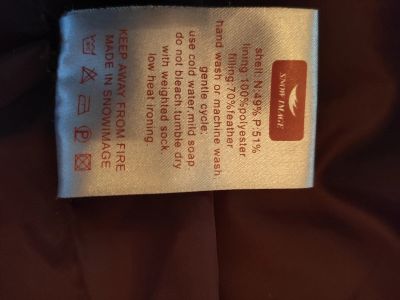 SNOW IMAGE
shell: N:49% P:51%
lining:100%polyester
filling:70%feather
hand wash or machine wash
gentle cycle:
use cold water,mild soap
do not bleach,tumble dry
with weighted sock
low heat ironing
KEEP AWAY FROM FIRE
MADE IN SNOWIMAGE